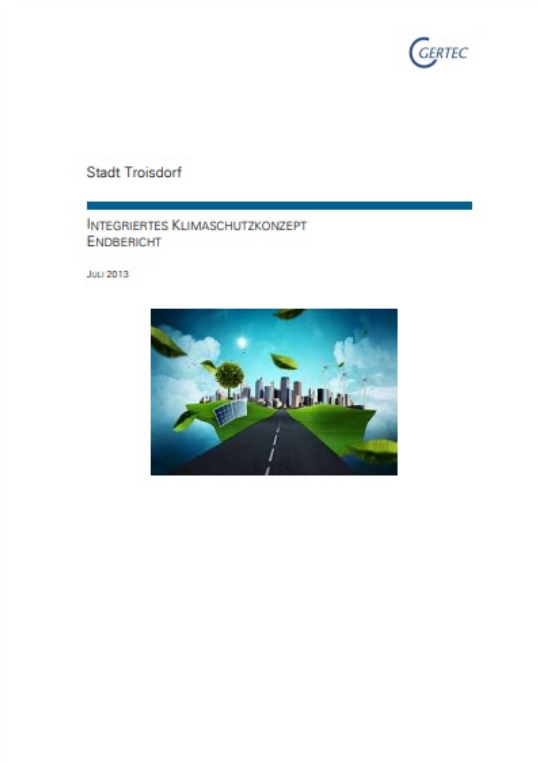 GERTEC
Stadt Troisdorf
INTEGRIERTES KLIMASCHUTZKONZEPT
ENDBERICHT
JULI 2013